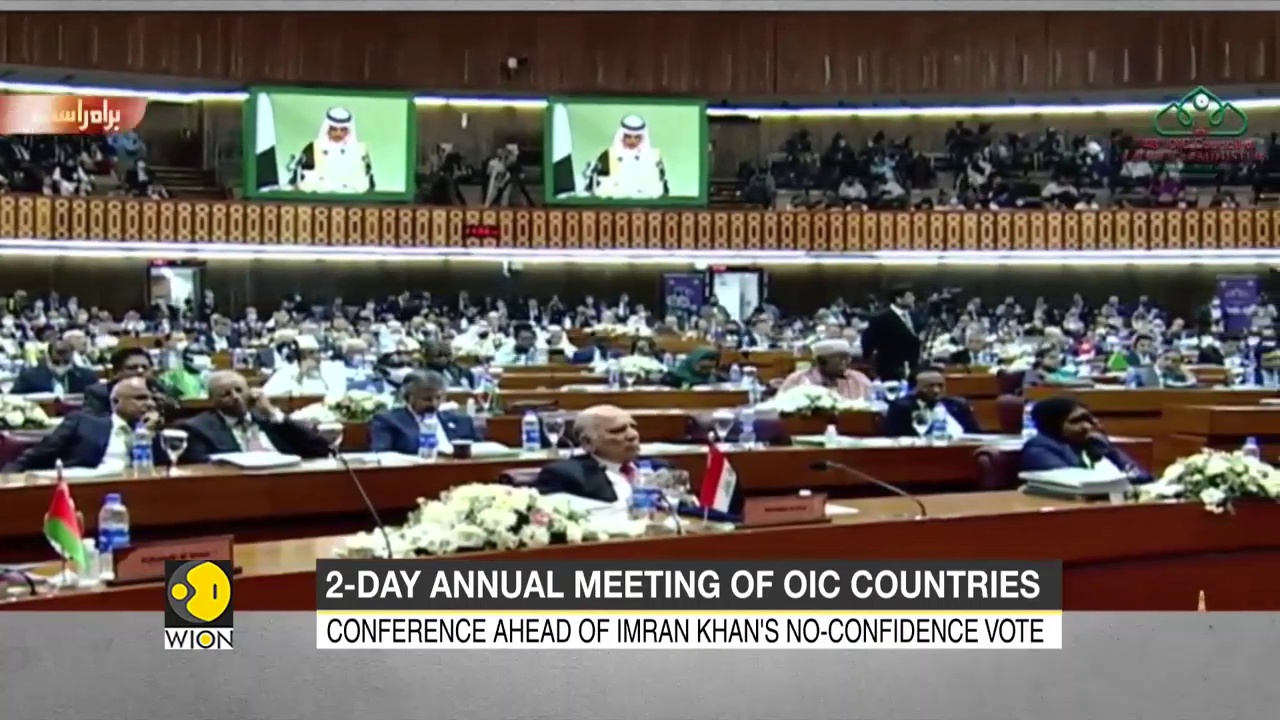 براہ راست
2-DAY ANNUAL MEETING OF OIC COUNTRIES
CONFERENCE AHEAD OF IMRAN KHAN'S NO-CONFIDENCE VOTE
WION